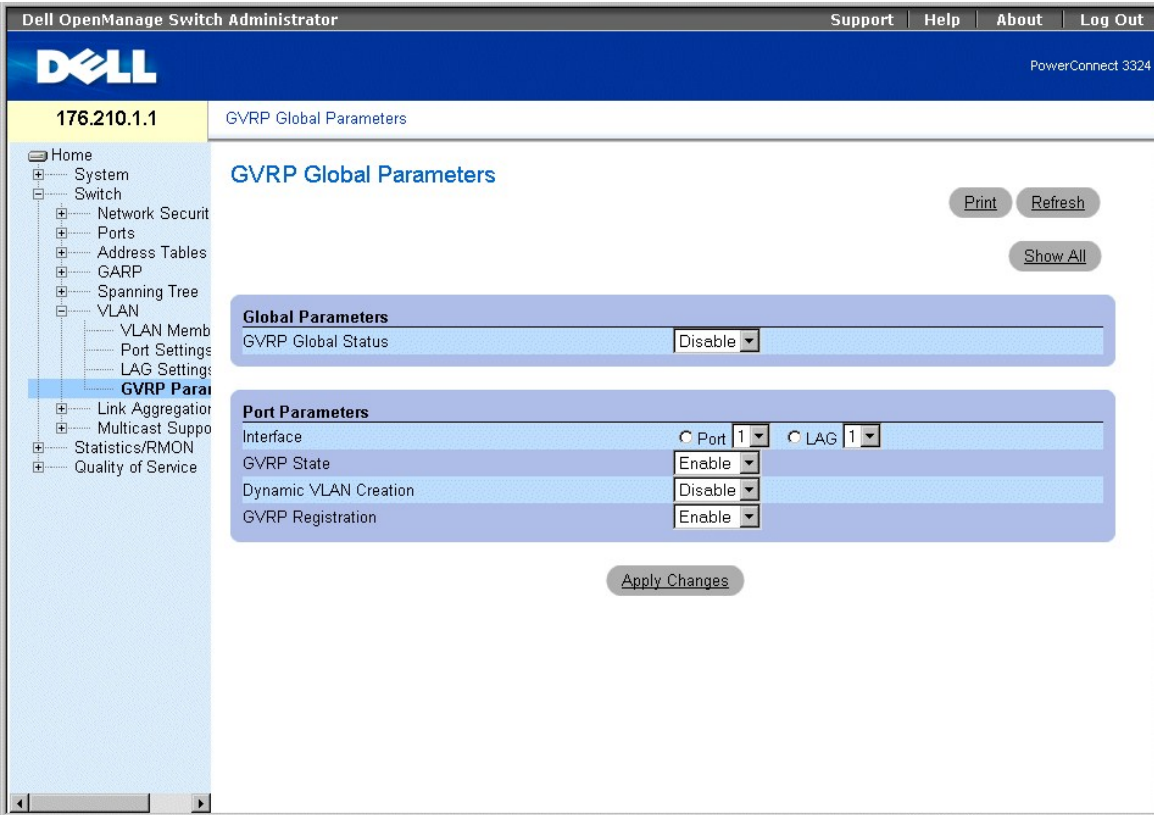 Dell OpenManage Switch Administrator Support Help About Log Out
DELL
PowerConnect 3324
176.210.1.1
GVRP Global Parameters
Home
System
Switch
Network Securit
Ports
Address Tables
GARP
Spanning Tree
VLAN
VLAN Memb
Port Settings
LAG Settings
GVRP Para
Link Aggregation
Multicast Suppo
Statistics/RMON
Quality of Service
GVRP Global Parameters
Print Refresh
Show All
Global Parameters
GVRP Global Status Disable
Port Parameters
Interface Port 1 LAG 1
GVRP State Enable
Dynamic VLAN Creation Disable
GVRP Registration Enable
Apply Changes